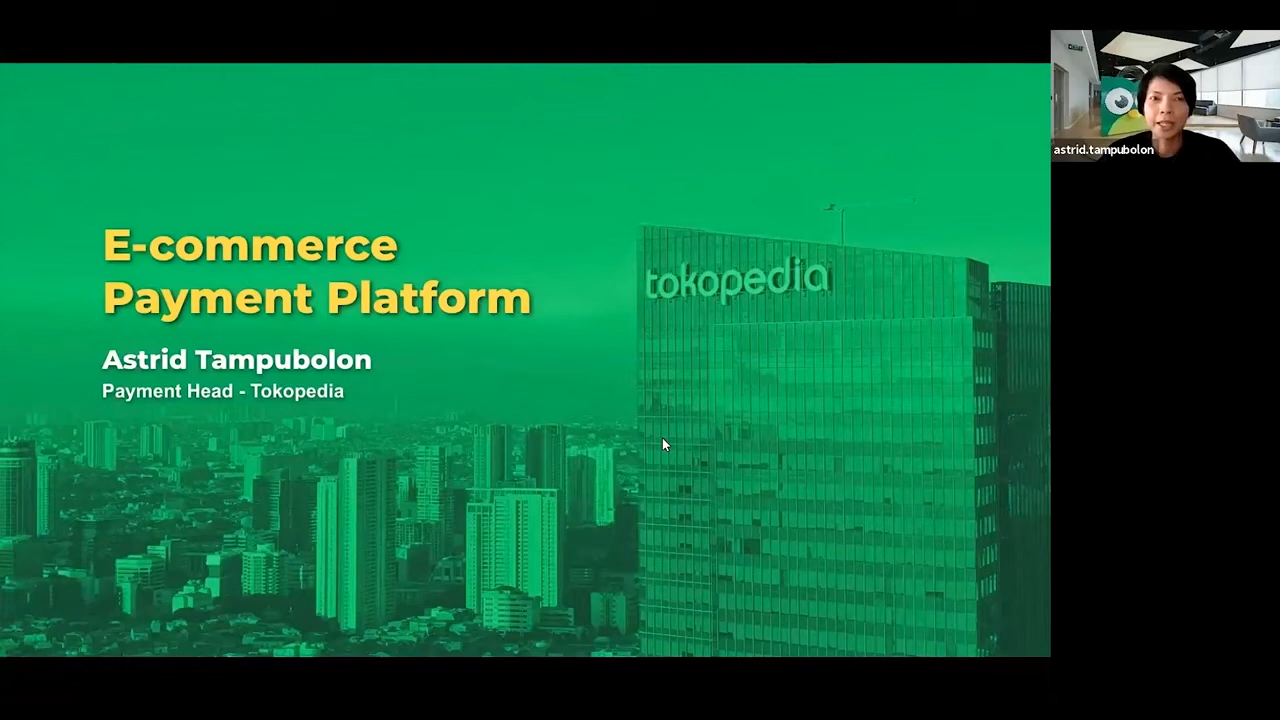 E-commerce
Payment Platform
Astrid Tampubolon
Payment Head - Tokopedia
tokopedia
astrid.tampubolon